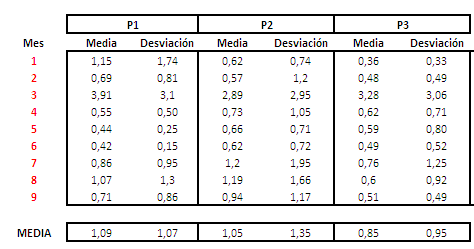 P1 P2 P3
Mes Media Desviación Media Desviación Media Desviación
1 1,15 1,74 0,62 0,74 0,36 0,33
2 0,69 0,81 0,57 1,2 0,48 0,49
3 3,91 3,1 2,89 2,95 3,28 3,06
4 0,55 0,50 0,73 1,05 0,62 0,71
5 0,44 0,25 0,66 0,71 0,59 0,80
6 0,42 0,15 0,62 0,72 0,49 0,52
7 0,86 0,95 1,2 1,95 0,76 1,25
8 1,07 1,3 1,19 1,66 0,6 0,92
9 0,71 0,86 0,94 1,17 0,51 0,49
MEDIA 1,09 1,07 1,05 1,35 0,85 0,95